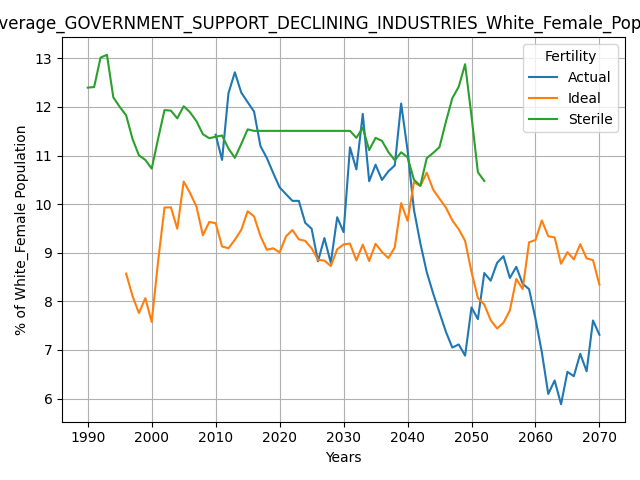 verage_GOVERNMENT_SUPPORT_DECLINING_INDUSTRIES_White_Female_Pop
Fertility
Actual
Ideal
Sterile
% of White_Female Population
13
12
11
10
9
8
7
6
1990 2000 2010 2020 2030 2040 2050 2060 2070
Years